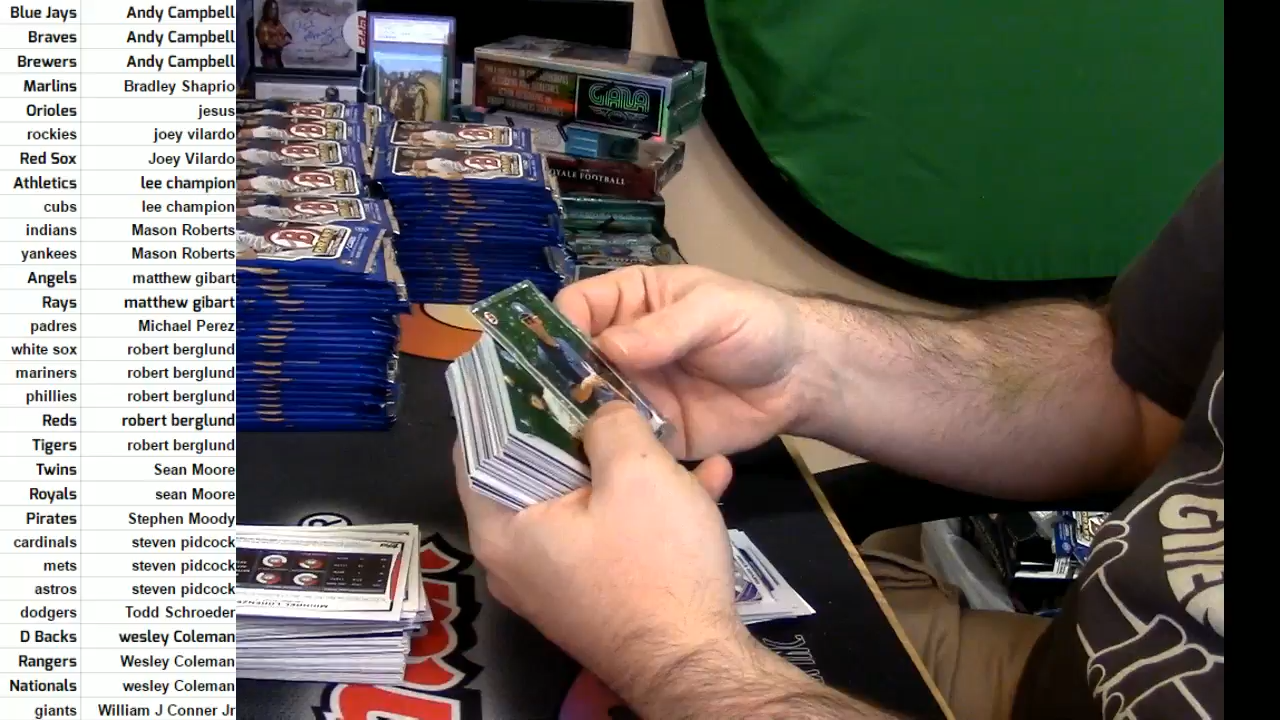 Blue Jays Andy Campbell
Braves Andy Campbell
Brewers Andy Campbell
Marlins Bradley Shaprio
Orioles jesus
rockies joey vilardo
Red Sox Joey Vilardo
Athletics lee champion
cubs lee champion
indians Mason Roberts
yankees Mason Roberts
Angels matthew gibart
Rays matthew gibart
padres Michael Perez
white sox robert berglund
mariners robert berglund
phillies robert berglund
Reds robert berglund
Tigers robert berglund
Twins Sean Moore
Royals sean Moore
Pirates Stephen Moody
cardinals steven pidcock
mets steven pidcock
astros steven pidcock
dodgers Todd Schroeder
D Backs wesley Coleman
Rangers Wesley Coleman
Nationals wesley Coleman
giants William J Conner Jr
GALA
ROYALE FOOTBALL